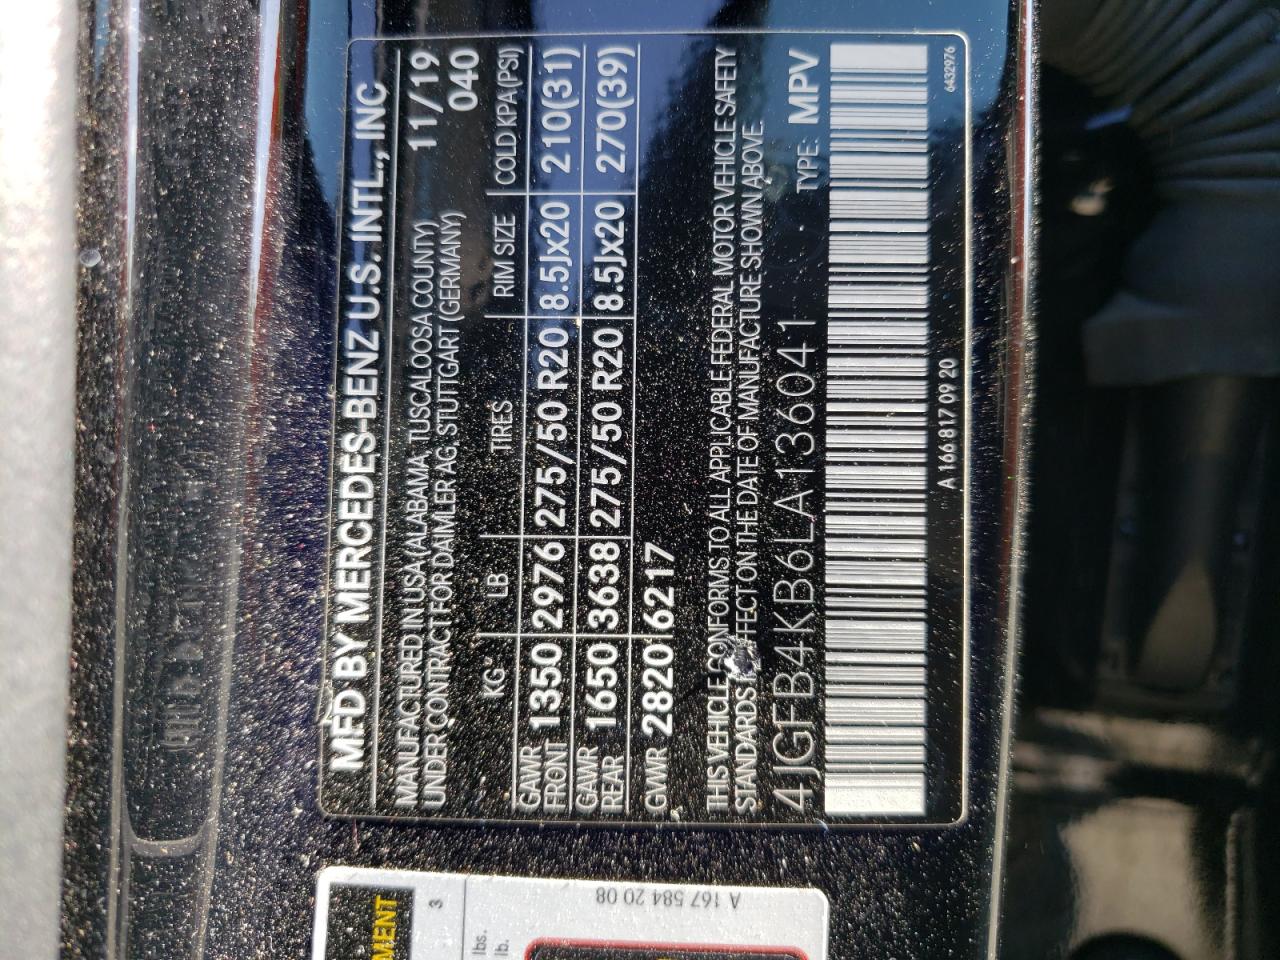 MFD BY MERCEDES-BENZ U.S. INTL., INC
MANUFACTURED IN USA (ALABAMA, TUSCALOOSA COUNTY) 11/19
UNDER CONTRACT FOR DAIMLER AG, STUTTGART (GERMANY) PA 040
KG LB TIRES RIM SIZE COLD KPA(PSI)
GAWR FRONT 1350 2976 275/50 R20 8.5Jx20 210(31)
GAWR REAR 1650 3638 275/50 R20 8.5Jx20 270(39)
GVWR 2820 6217
THIS VEHICLE CONFORMS TO ALL APPLICABLE FEDERAL MOTOR VEHICLE SAFETY
STANDARDS EFFECT ON THE DATE OF MANUFACTURE SHOWN ABOVE.
4JGFB4KB6LA136041 TYPE: MPV
A 166 817 09 20
6432976
MENT
3
lbs.
lb.
A 167 584 20 08